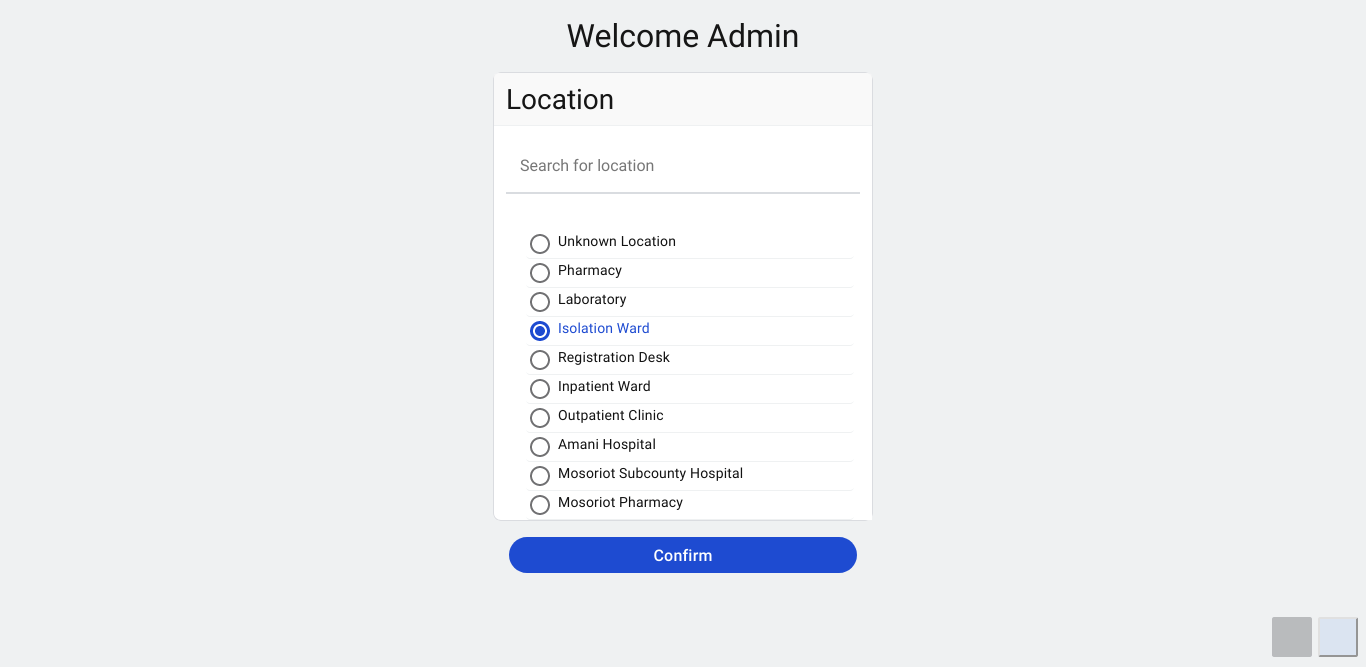 Welcome Admin
Location
Search for location
Unknown Location
Pharmacy
Laboratory
Isolation Ward
Registration Desk
Inpatient Ward
Outpatient Clinic
Amani Hospital
Mosoriot Subcounty Hospital
Mosoriot Pharmacy
Confirm